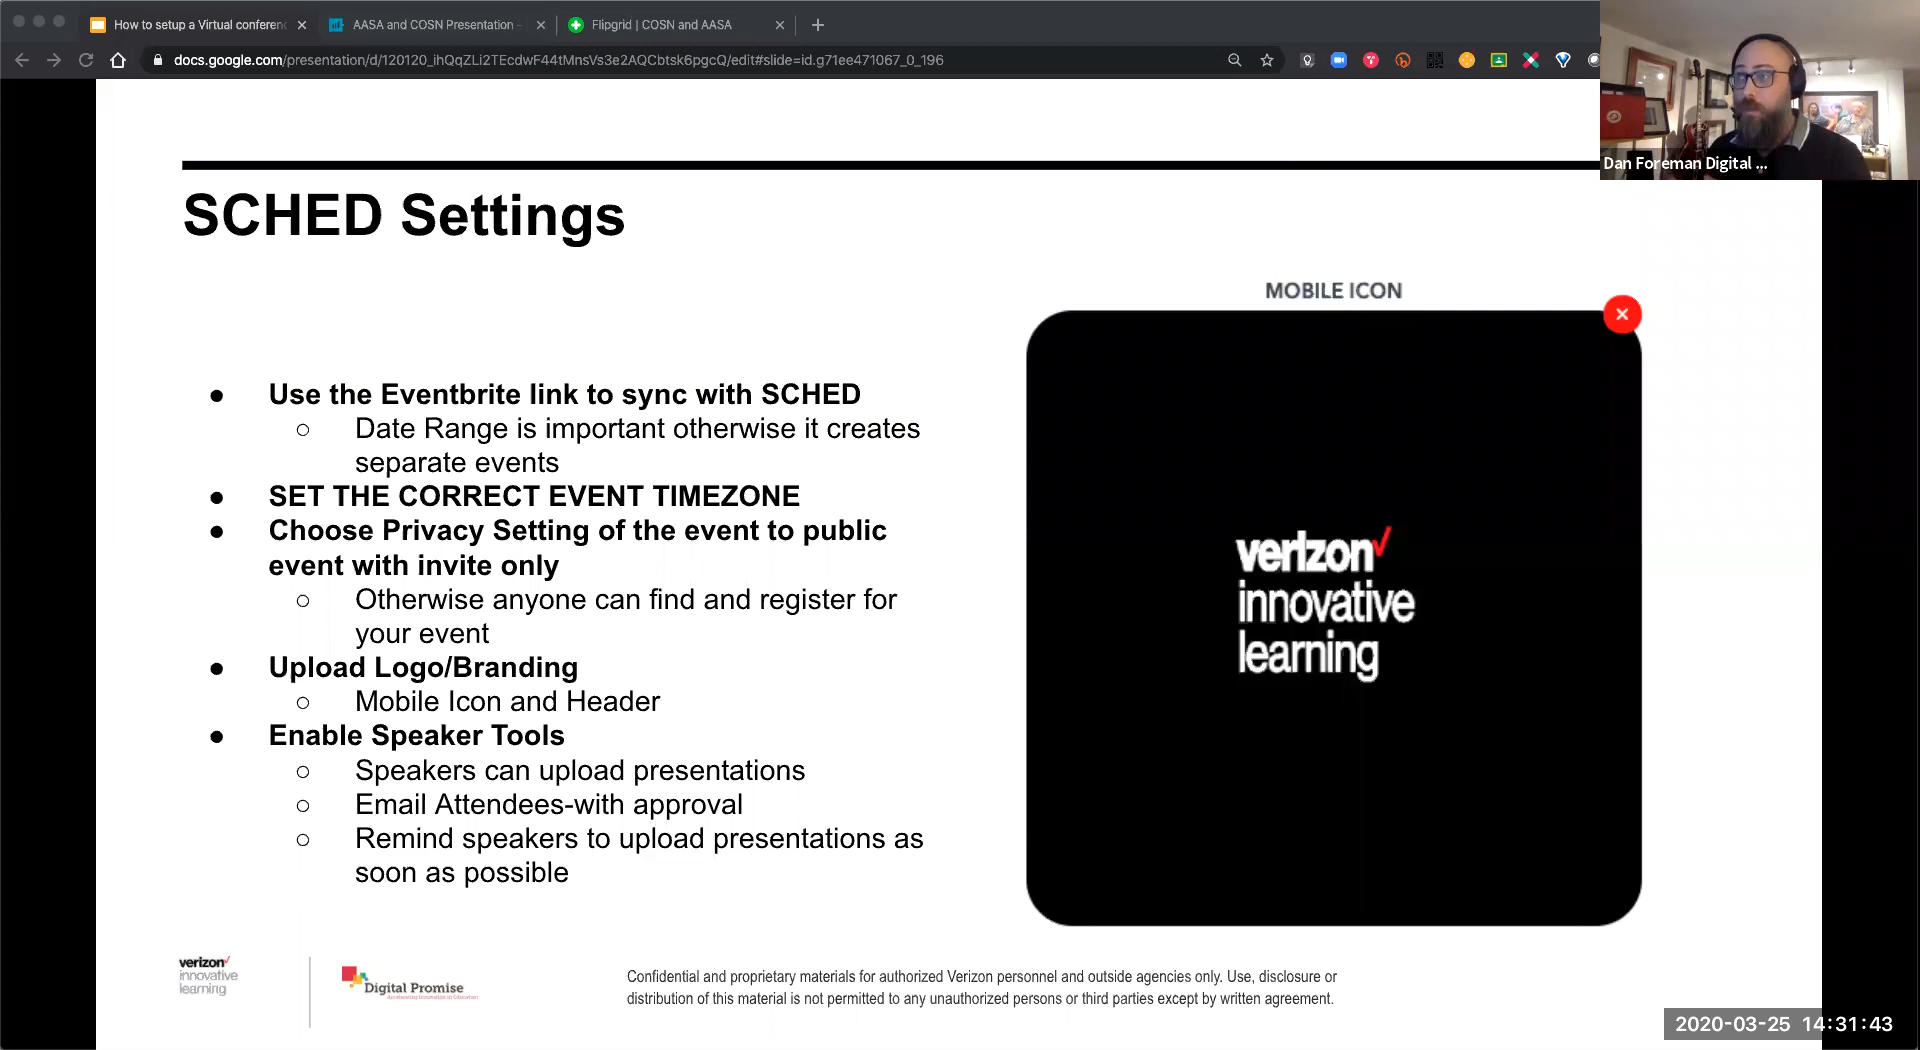 How to setup a Virtual conferenc
AASA and COSN Presentation -
Flipgrid | COSN and AASA
docs.google.com/presentation/d/120120_ihQqZLi2TEcdwF44tMnsVs3e2AQCbtsk6pgcQ/edit#slide=id.g71ee471067_0_196
Dan Foreman Digital ...
SCHED Settings
● Use the Eventbrite link to sync with SCHED
○ Date Range is important otherwise it creates
separate events
● SET THE CORRECT EVENT TIMEZONE
● Choose Privacy Setting of the event to public
event with invite only
○ Otherwise anyone can find and register for
your event
● Upload Logo/Branding
○ Mobile Icon and Header
● Enable Speaker Tools
○ Speakers can upload presentations
○ Email Attendees-with approval
○ Remind speakers to upload presentations as
soon as possible
MOBILE ICON
verizon✓
innovative
learning
verizon✓
innovative
learning
Digital Promise
Accelerating Innovation in Education
Confidential and proprietary materials for authorized Verizon personnel and outside agencies only. Use, disclosure or
distribution of this material is not permitted to any unauthorized persons or third parties except by written agreement.
2020-03-25 14:31:43